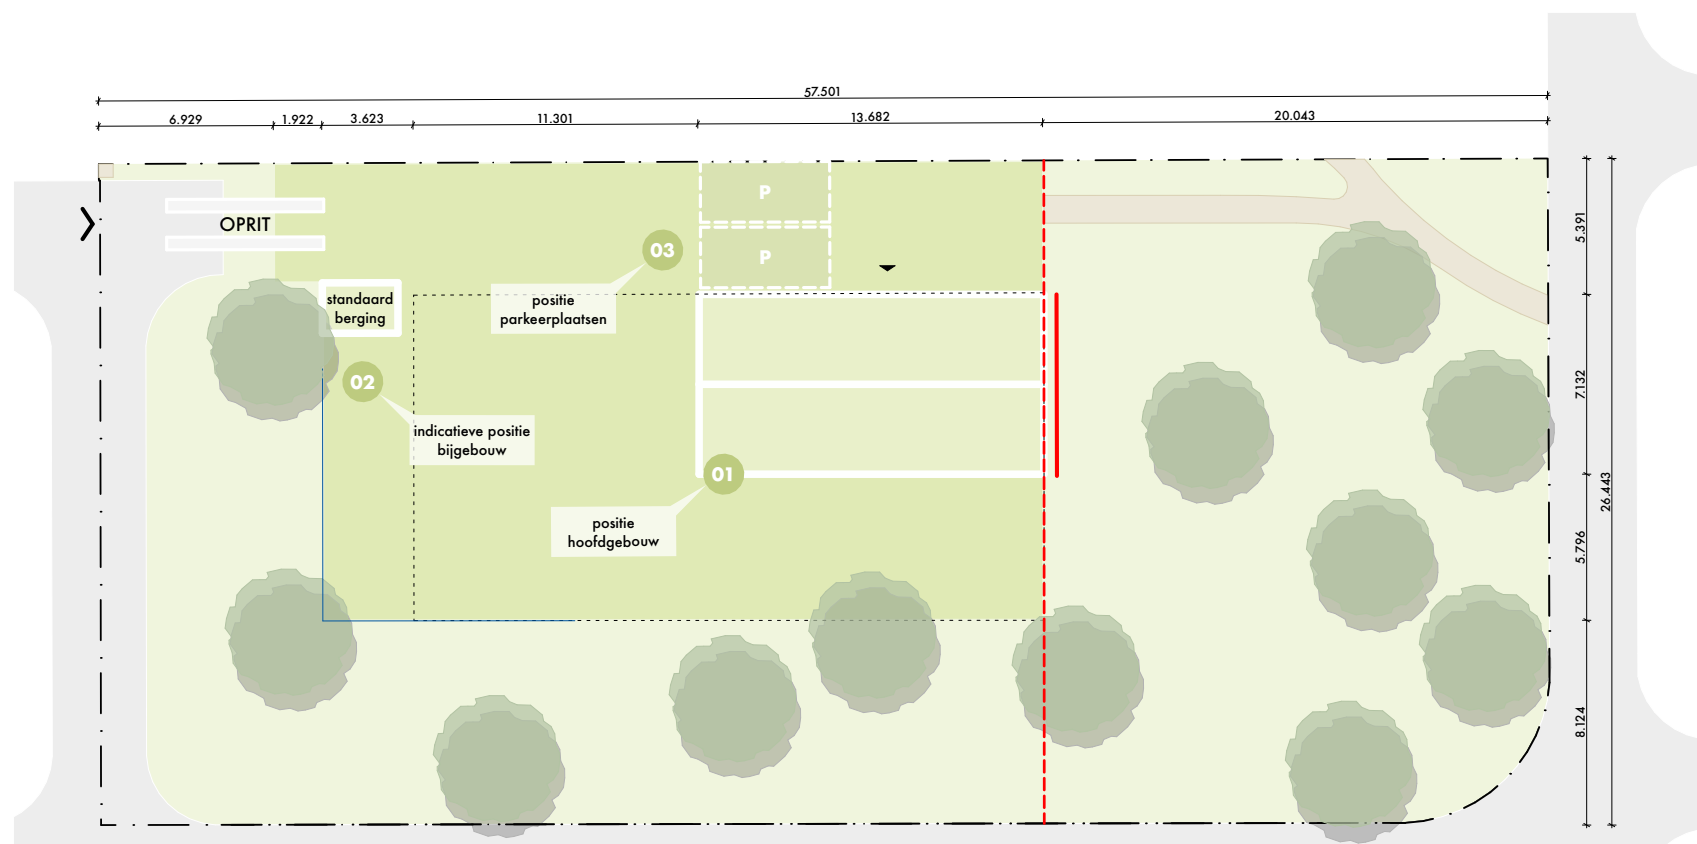 57.501
6.929
1.922
3.623
11.301
13.682
20.043
P
OPRIT
03
P
5.391
standaard
berging
positie
parkeerplaatsen
02
7.132
indicatieve positie
bijgebouw
01
26.443
positie
hoofdgebouw
5.796
8.124